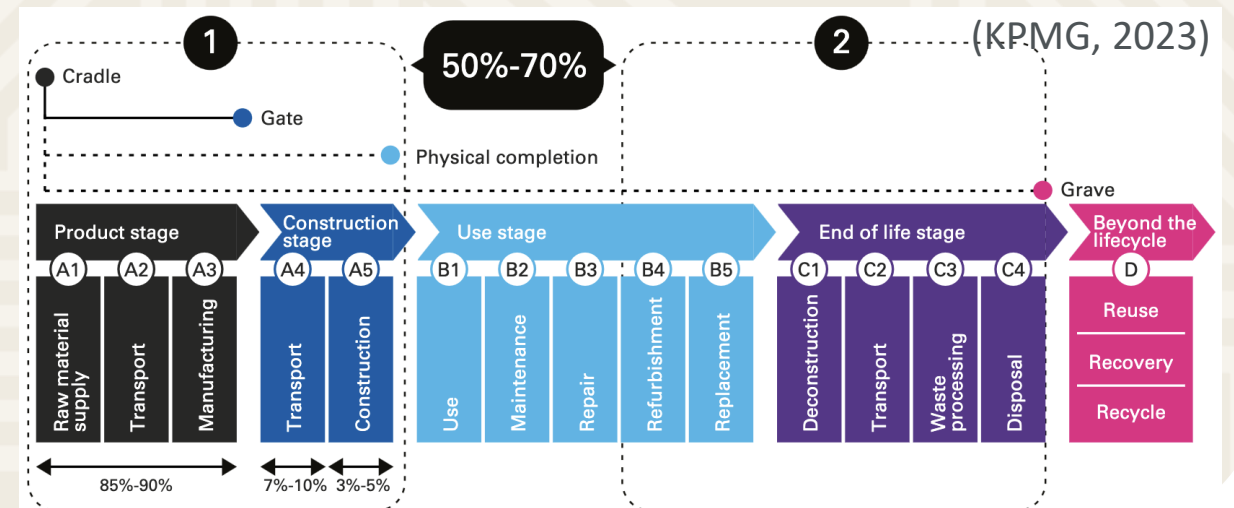 1
50%-70%
2
(KPMG, 2023)
Cradle
Gate
Physical completion
Grave
Product stage
Construction
stage
Use stage
End of life stage
Beyond the
lifecycle
A1
A2
A3
A4
A5
B1
B2
B3
B4
B5
C1
C2
C3
C4
D
Raw material
supply
Transport
Manufacturing
Transport
Construction
Use
Maintenance
Repair
Refurbishment
Replacement
Deconstruction
Transport
Waste
processing
Disposal
Reuse
Recovery
Recycle
85%-90%
7%-10%
3%-5%